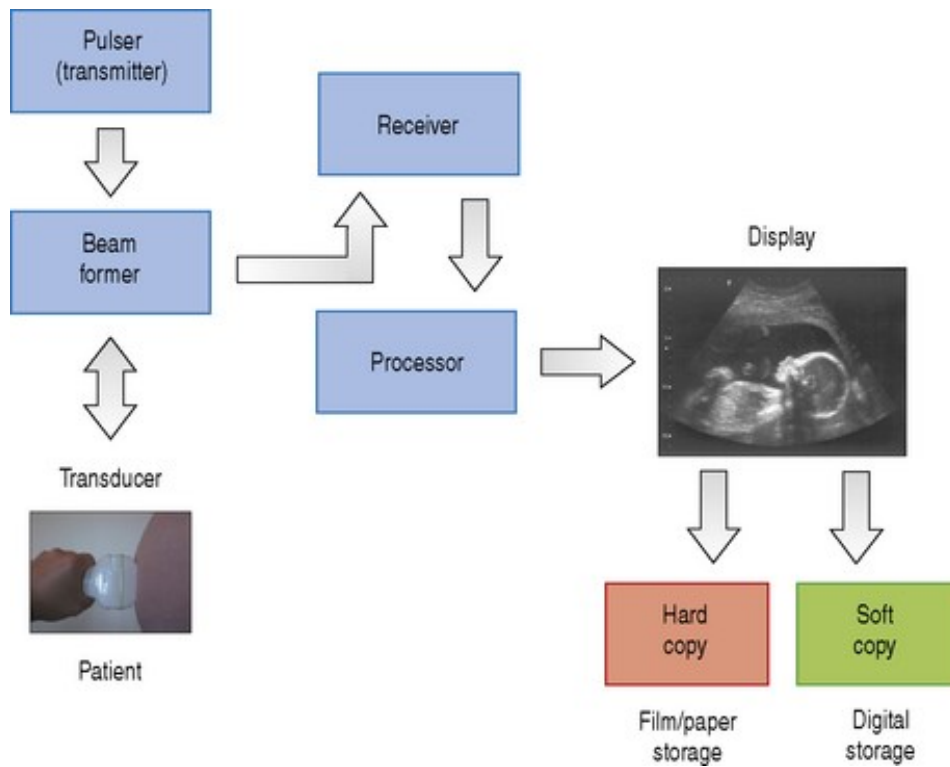 Pulser
(transmitter)
Receiver
Beam
former
Display
Processor
Transducer
Patient
Hard
copy
Soft
copy
Film/paper
storage
Digital
storage